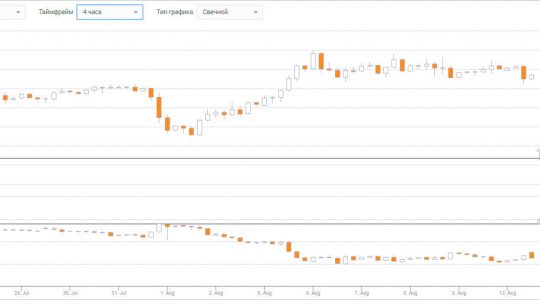 Таймфрейм 4 часа Тип графика Свечной
29. Jul 30. Jul 31. Jul 1. Aug 2. Aug 5. Aug 6. Aug 7. Aug 8. Aug 9. Aug 12. Aug